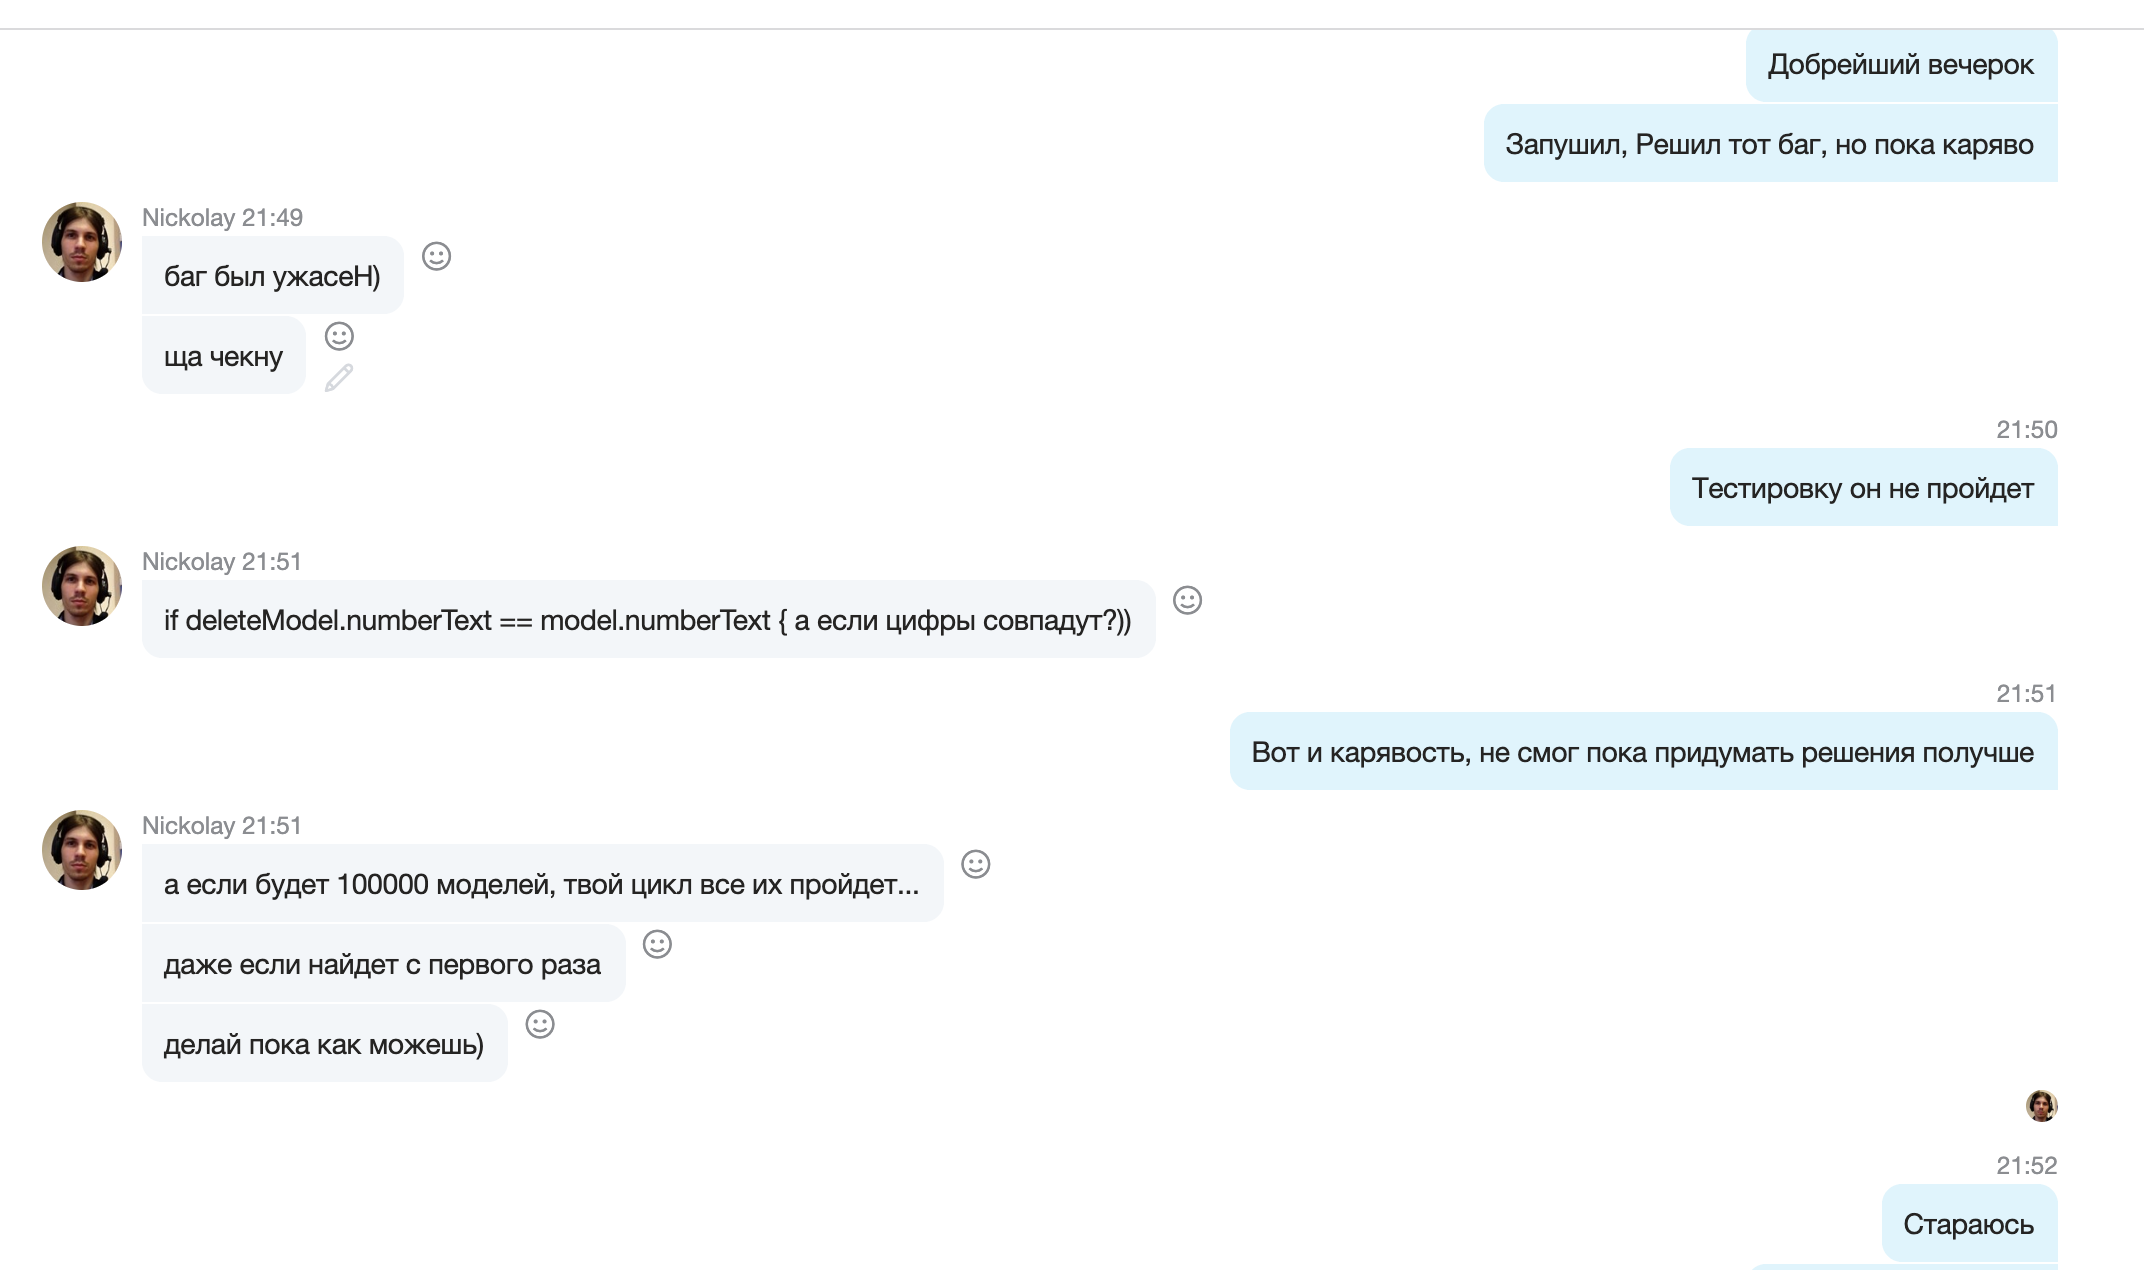 Добрейший вечерок
Запушил, Решил тот баг, но пока каряво
Nickolay 21:49
баг был ужасеН)
ща чекну
21:50
Тестировку он не пройдет
Nickolay 21:51
if deleteModel.numberText == model.numberText { а если цифры совпадут?))
21:51
Вот и карявость, не смог пока придумать решения получше
Nickolay 21:51
а если будет 100000 моделей, твой цикл все их пройдет...
даже если найдет с первого раза
делай пока как можешь)
21:52
Стараюсь